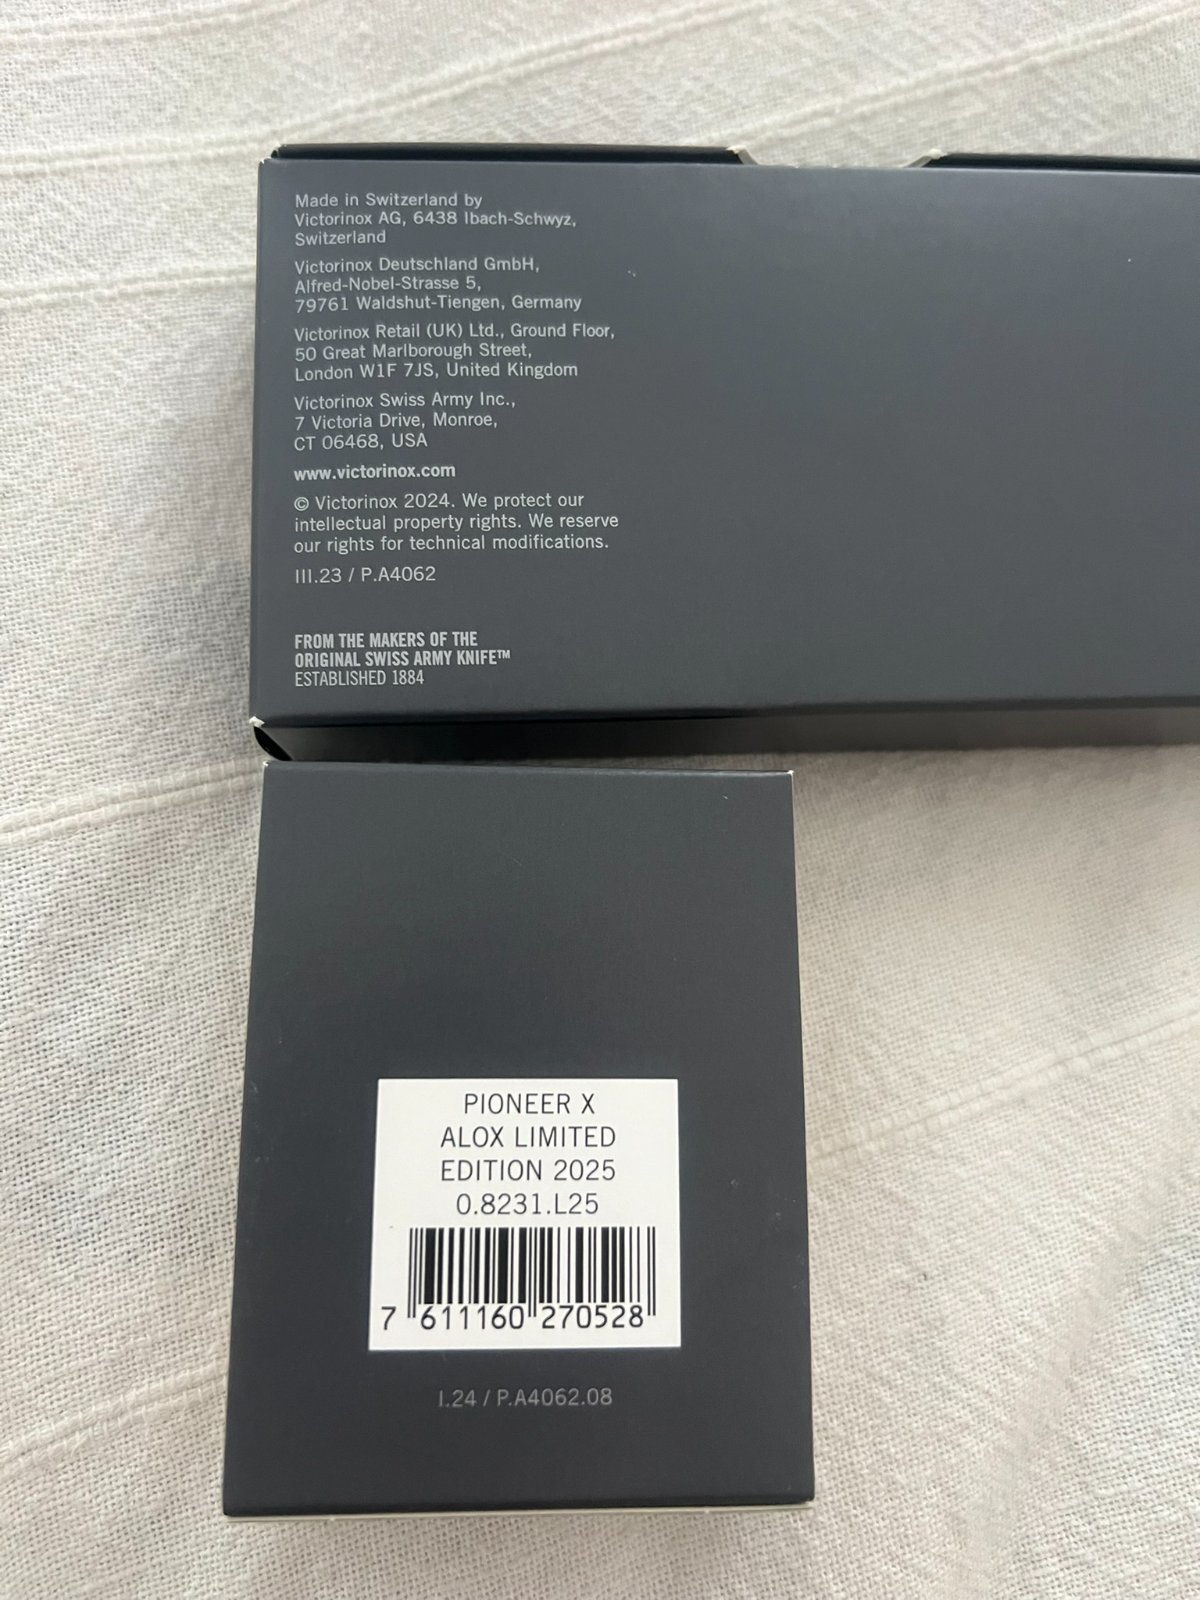 Made in Switzerland by
Victorinox AG, 6438 Ibach-Schwyz,
Switzerland
Victorinox Deutschland GmbH,
Alfred-Nobel-Strasse 5,
79761 Waldshut-Tiengen, Germany
Victorinox Retail (UK) Ltd., Ground Floor,
50 Great Marlborough Street,
London W1F 7JS, United Kingdom
Victorinox Swiss Army Inc.,
7 Victoria Drive, Monroe,
CT 06468, USA
www.victorinox.com
© Victorinox 2024. We protect our
intellectual property rights. We reserve
our rights for technical modifications.
III.23 / P.A4062
FROM THE MAKERS OF THE
ORIGINAL SWISS ARMY KNIFE™
ESTABLISHED 1884
PIONEER X
ALOX LIMITED
EDITION 2025
0.8231.L25
7 611160 270528
I.24 / P.A4062.08